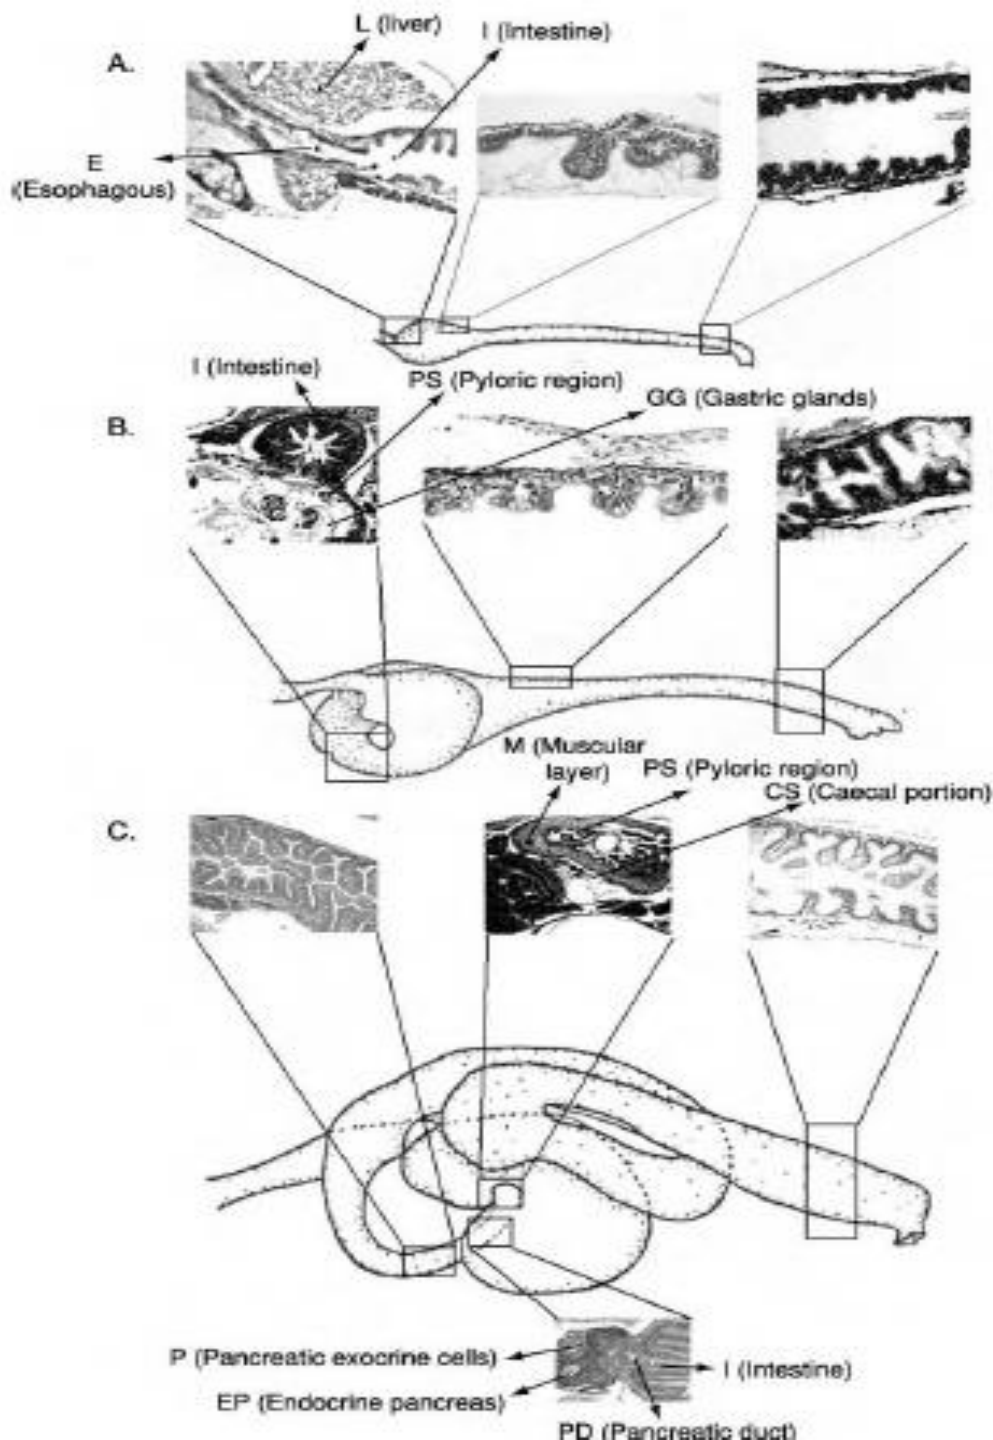 L (liver)
I (Intestine)
A.
E
(Esophagous)
I (Intestine)
PS (Pyloric region)
GG (Gastric glands)
B.
M (Muscular
layer)
PS (Pyloric region)
CS (Caecal portion)
C.
P (Pancreatic exocrine cells)
I (Intestine)
EP (Endocrine pancreas)
PD (Pancreatic duct)